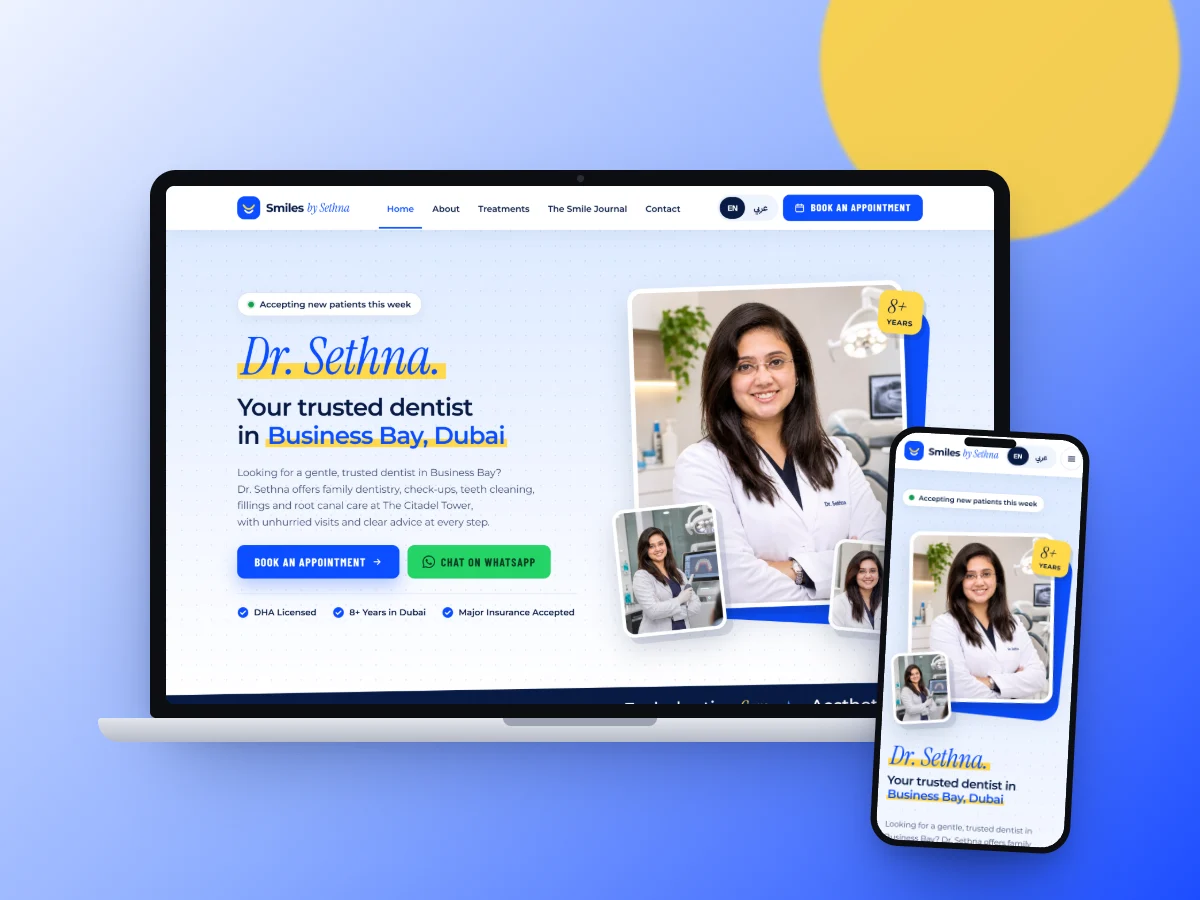 Smiles by Sethna
Home
About
Treatments
The Smile Journal
Contact
EN
عربي
BOOK AN APPOINTMENT
Accepting new patients this week
Dr. Sethna.
Your trusted dentist
in Business Bay, Dubai
Looking for a gentle, trusted dentist in Business Bay?
Dr. Sethna offers family dentistry, check-ups, teeth cleaning,
fillings and root canal care at The Citadel Tower,
with unhurried visits and clear advice at every step.
BOOK AN APPOINTMENT →
CHAT ON WHATSAPP
DHA Licensed
8+ Years in Dubai
Major Insurance Accepted
8+
YEARS
Dr. Sethna
Smiles by Sethna
EN
عربي
Accepting new patients this week
8+
YEARS
Dr. Sethna.
Your trusted dentist in
Business Bay, Dubai
Looking for a gentle, trusted dentist in
Business Bay? Dr. Sethna offers family